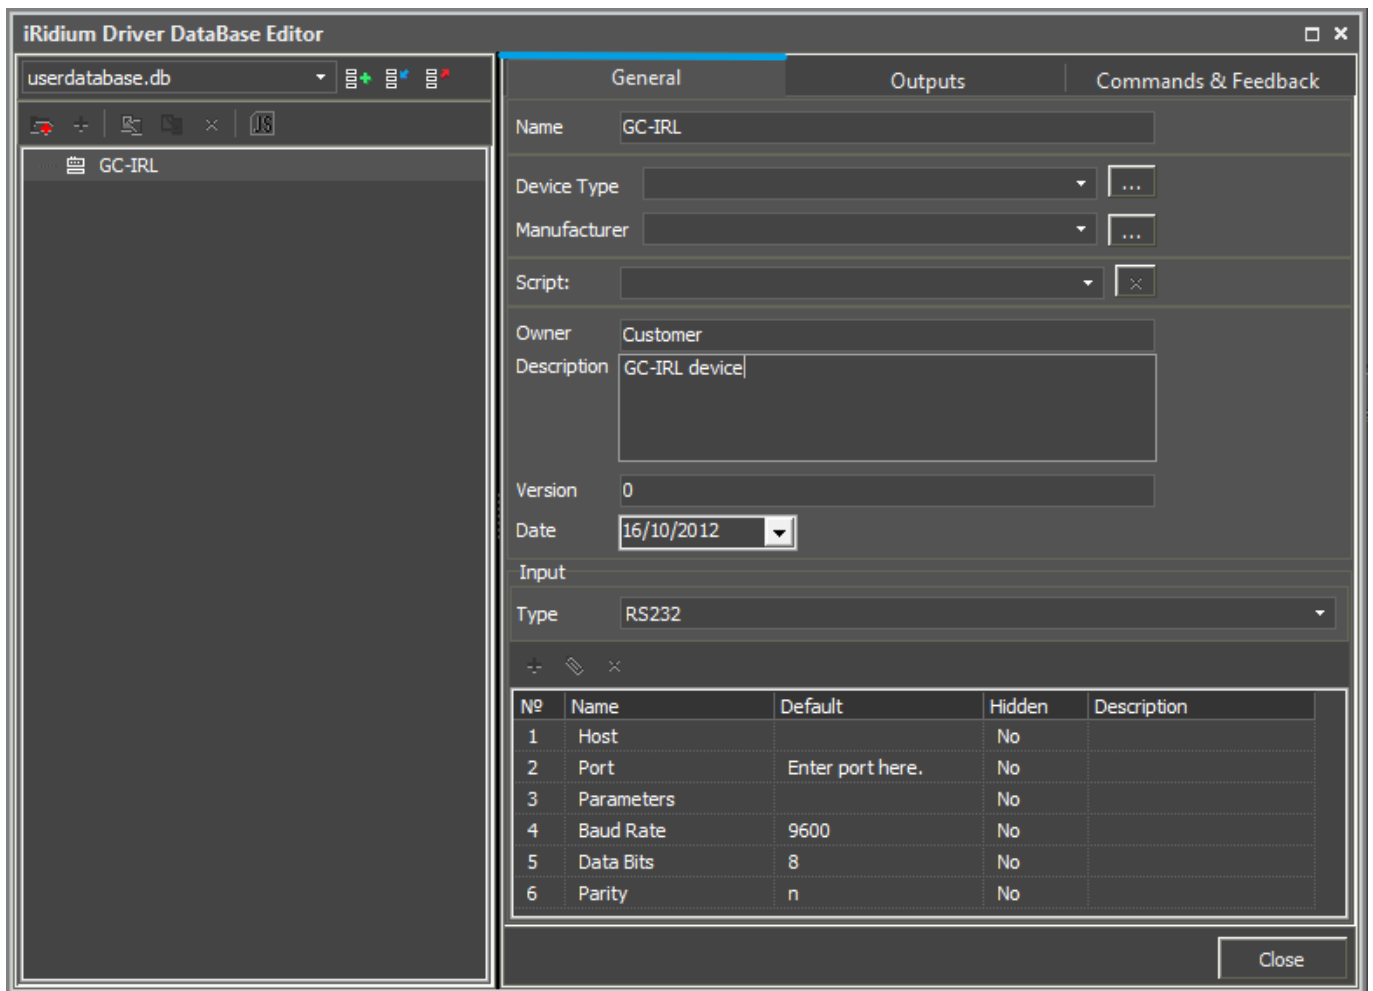 iRidium Driver DataBase Editor
userdatabase.db
JS
GC-IRL
General Outputs Commands & Feedback
Name GC-IRL
Device Type ...
Manufacturer ...
Script:
Owner Customer
Description GC-IRL device
Version 0
Date 16/10/2012
Input
Type RS232
Nº Name Default Hidden Description
1 Host No
2 Port Enter port here. No
3 Parameters No
4 Baud Rate 9600 No
5 Data Bits 8 No
6 Parity n No
Close